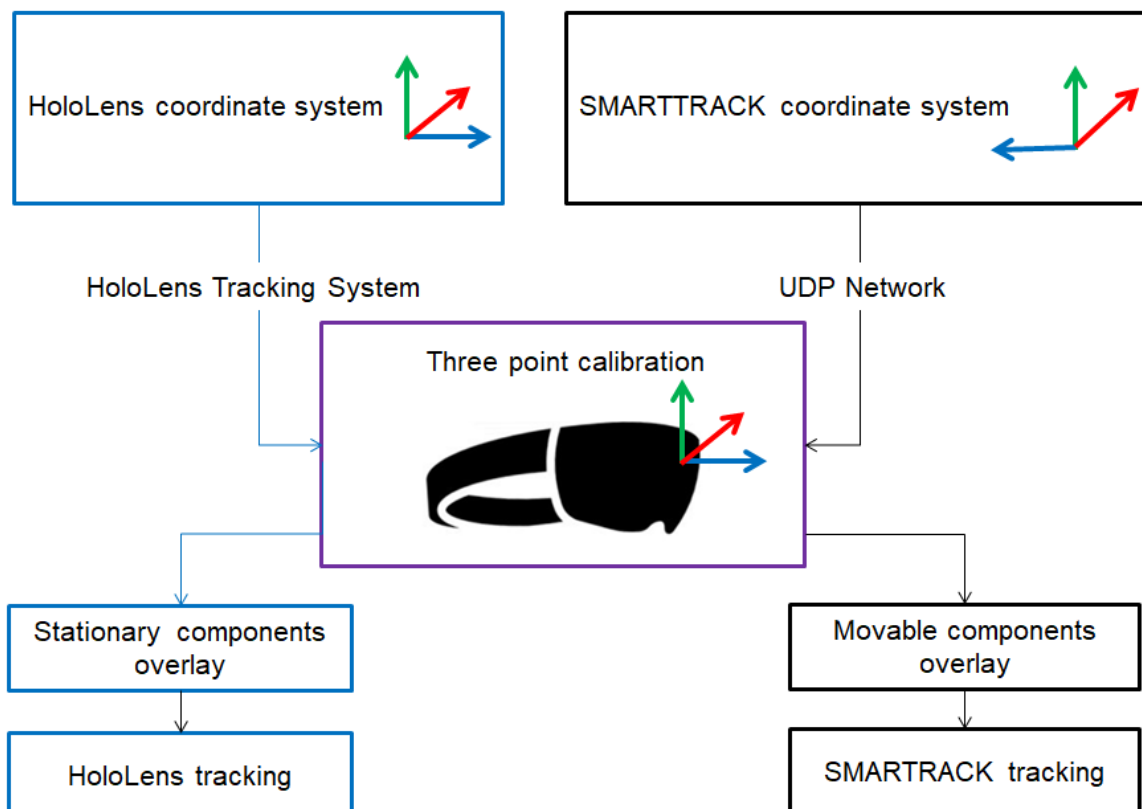 HoloLens coordinate system
SMARTTRACK coordinate system
HoloLens Tracking System
UDP Network
Three point calibration
Stationary components
overlay
Movable components
overlay
HoloLens tracking
SMARTRACK tracking